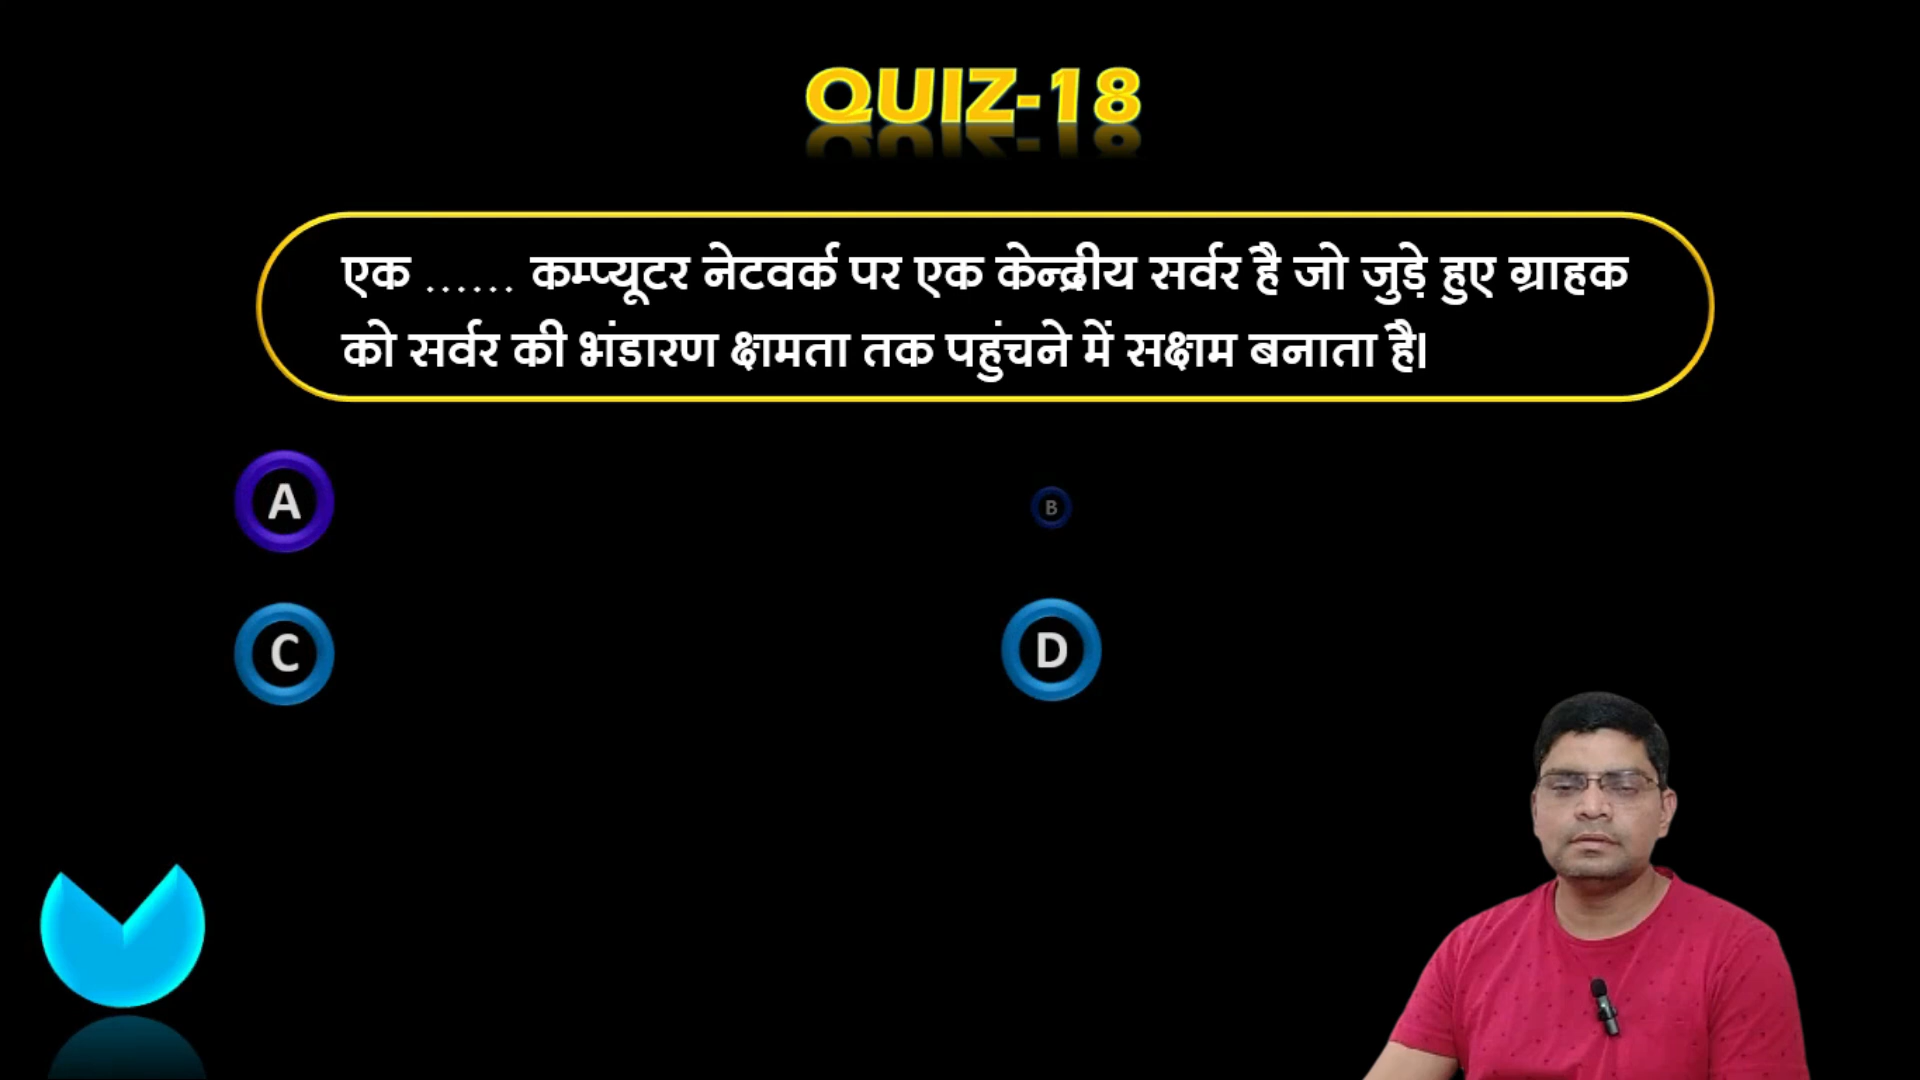 QUIZ-18
एक ...... कम्प्यूटर नेटवर्क पर एक केन्द्रीय सर्वर है जो जुड़े हुए ग्राहक
को सर्वर की भंडारण क्षमता तक पहुंचने में सक्षम बनाता है।
A
B
C
D